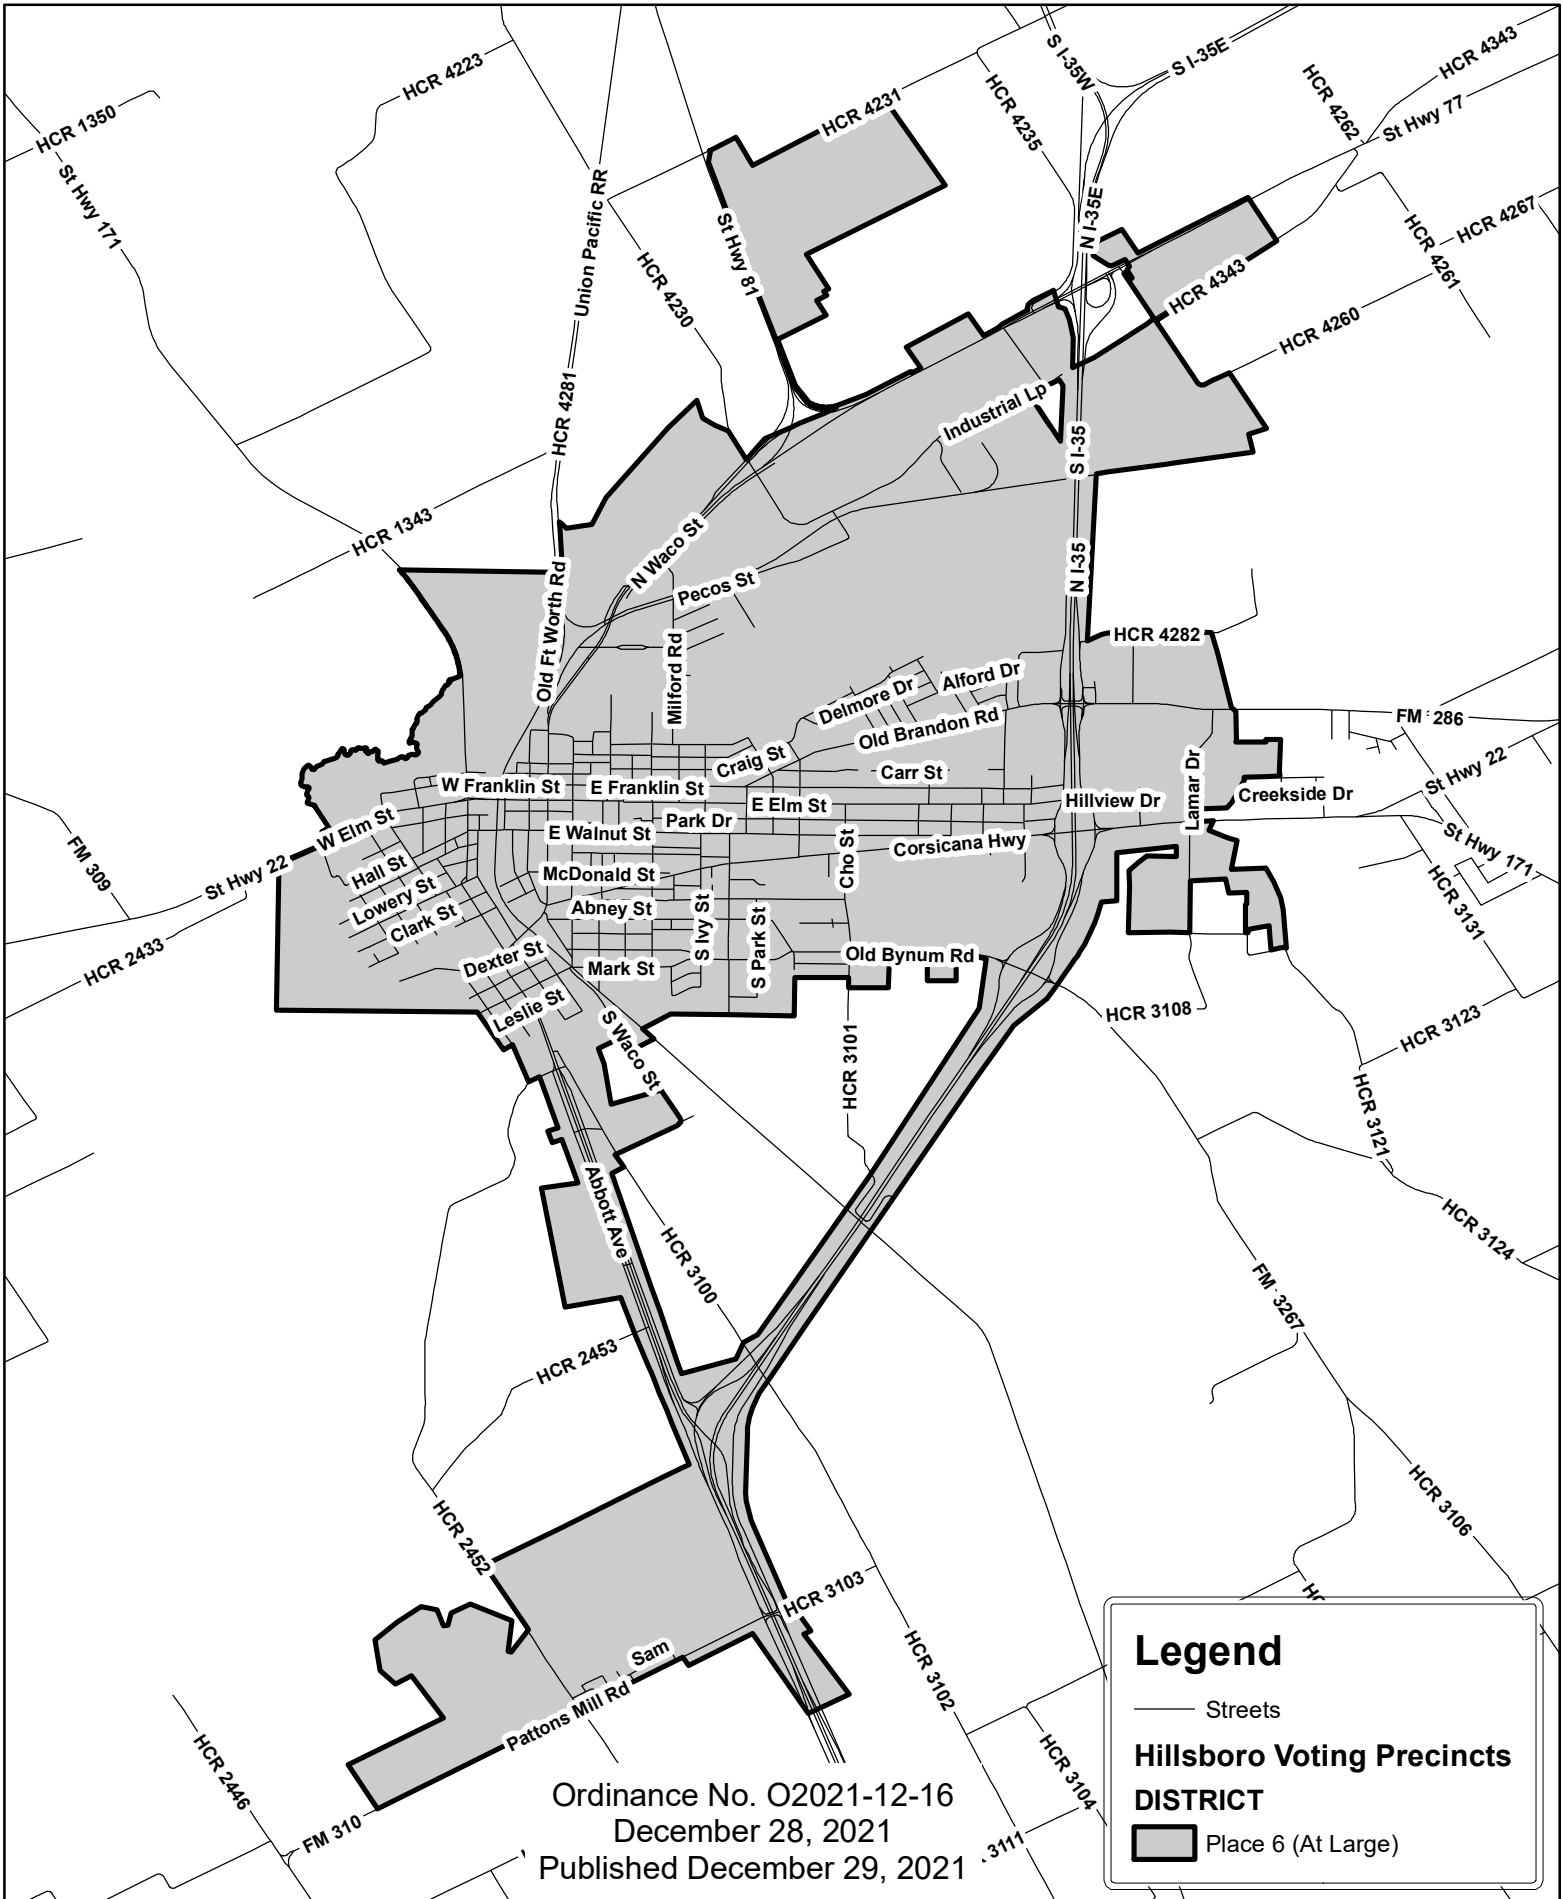 S I-35W
S I-35E
HCR 4343
HCR 4223
HCR 4231
HCR 4235
HCR 4262
St Hwy 77
HCR 1350
St Hwy 171
Union Pacific RR
St Hwy 81
N I-35E
HCR 4267
HCR 4261
HCR 4230
HCR 4343
HCR 4260
HCR 4281
Industrial Lp
S I-35
HCR 1343
N Waco St
N I-35
Pecos St
Old Ft Worth Rd
Milford Rd
HCR 4282
Alford Dr
Delmore Dr
Old Brandon Rd
FM 286
Craig St
Carr St
St Hwy 22
W Franklin St
E Franklin St
Lamar Dr
Creekside Dr
E Elm St
Hillview Dr
W Elm St
Park Dr
E Walnut St
FM 309
Cho St
Corsicana Hwy
St Hwy 171
St Hwy 22
Hall St
McDonald St
Lowery St
Abney St
HCR 3131
Clark St
S Ivy St
S Park St
HCR 2433
Dexter St
Mark St
Old Bynum Rd
Leslie St
HCR 3108
S Waco St
HCR 3123
HCR 3101
HCR 3121
Abbott Ave
HCR 3124
HCR 3100
FM 3267
HCR 2453
HCR 3106
HCR 2452
HCR 3103
HCR 3102
Sam
Pattons Mill Rd
HCR 2446
HCR 3104
FM 310
3111
Legend
Streets
Hillsboro Voting Precincts
DISTRICT
Place 6 (At Large)
Ordinance No. O2021-12-16
December 28, 2021
Published December 29, 2021